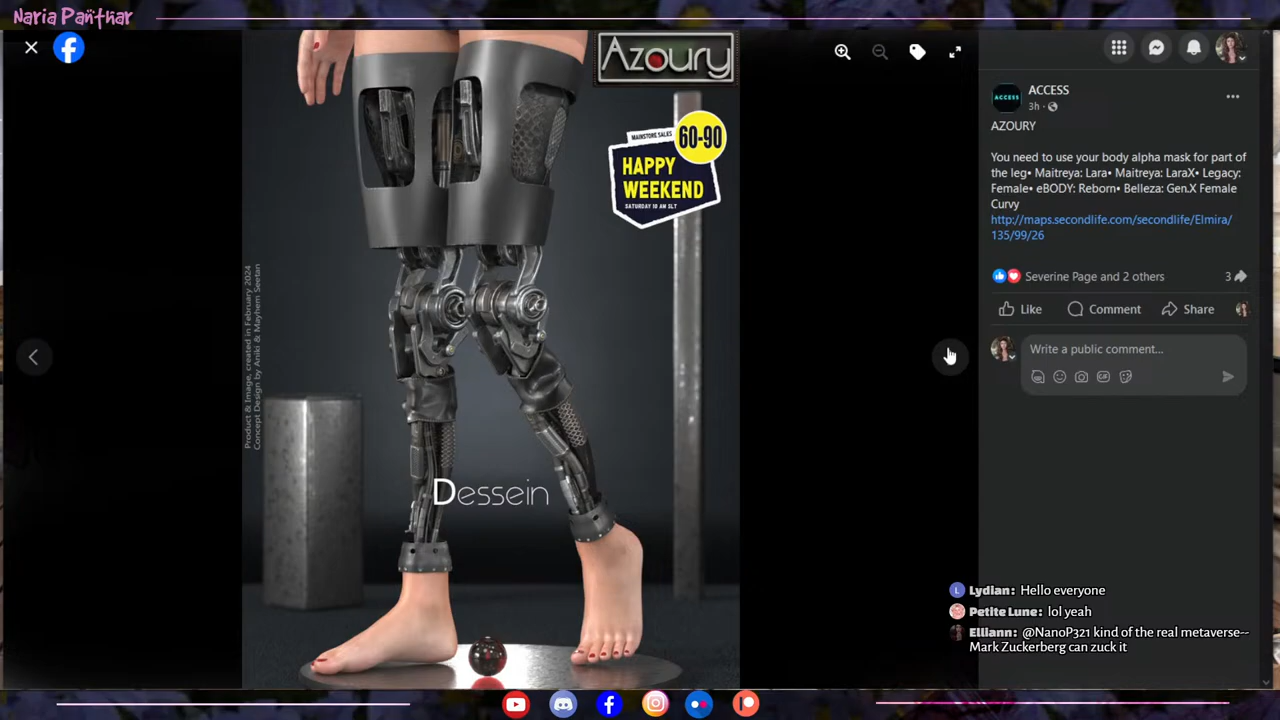 Naria Panthar
Azoury
MAINSTORE SALES
60-90
HAPPY
WEEKEND
SATURDAY 10 AM SLT
Product & Image, created in February 2024
Concept Design by Aniki & Mayhem Seetan
Dessein
ACCESS
ACCESS
3h
AZOURY
You need to use your body alpha mask for part of
the leg• Maitreya: Lara• Maitreya: LaraX• Legacy:
Female• eBODY: Reborn• Belleza: Gen.X Female
Curvy
http://maps.secondlife.com/secondlife/Elmira/
135/99/26
Severine Page and 2 others
3
Like
Comment
Share
Write a public comment…
GIF
L
Lydian: Hello everyone
Petite Lune: lol yeah
Elliann: @NanoP321 kind of the real metaverse--
Mark Zuckerberg can zuck it